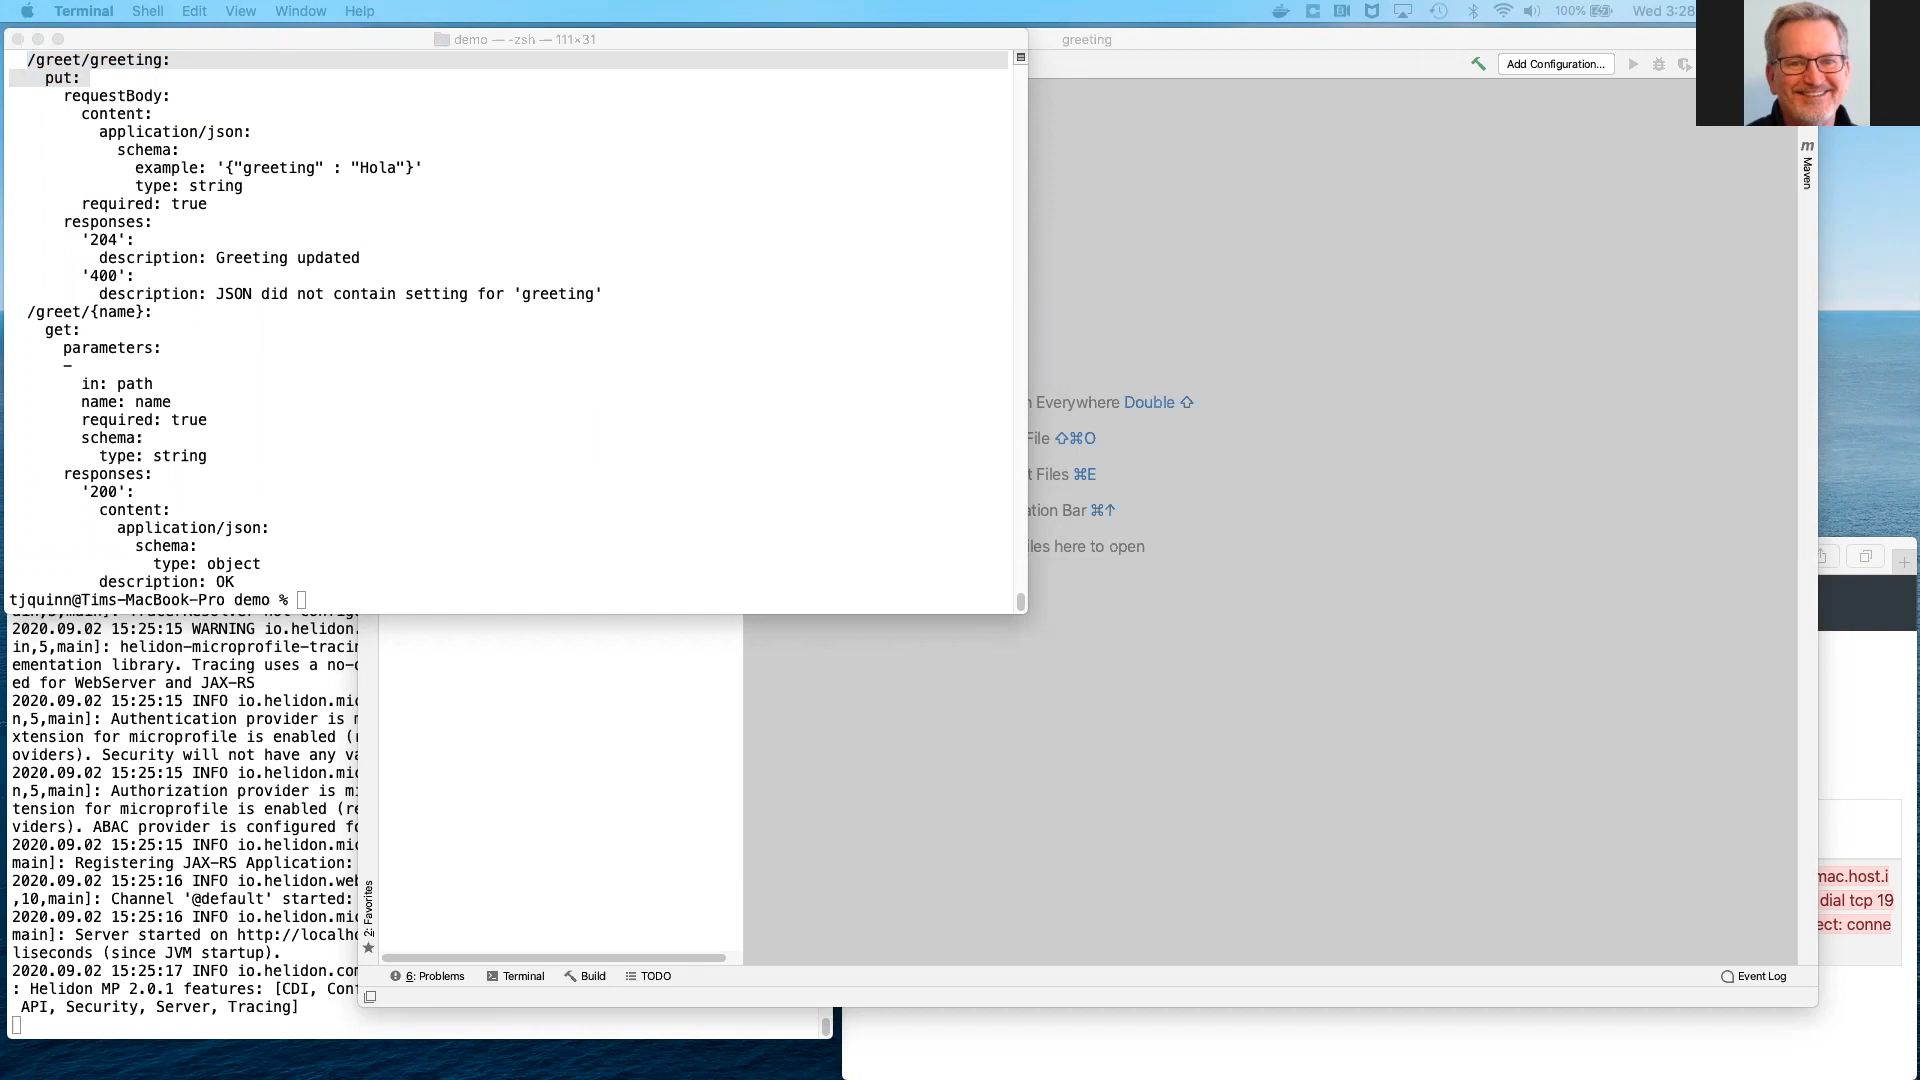 Terminal Shell Edit View Window Help 100% Wed 3:28
demo — -zsh — 111×31
/greet/greeting:
put:
requestBody:
content:
application/json:
schema:
example: '{"greeting" : "Hola"}'
type: string
required: true
responses:
'204':
description: Greeting updated
'400':
description: JSON did not contain setting for 'greeting'
/greet/{name}:
get:
parameters:
-
in: path
name: name
required: true
schema:
type: string
responses:
'200':
content:
application/json:
schema:
type: object
description: OK
tjquinn@Tims-MacBook-Pro demo %
greeting
Add Configuration...
m
Maven
Everywhere Double ⇧
File ⇧⌘O
Files ⌘E
Bar ⌘↑
here to open
2020.09.02 15:25:15 WARNING io.helidon.
in,5,main]: helidon-microprofile-tracin
ementation library. Tracing uses a no-o
ed for WebServer and JAX-RS
2020.09.02 15:25:15 INFO io.helidon.mic
n,5,main]: Authentication provider is m
xtension for microprofile is enabled (r
oviders). Security will not have any va
2020.09.02 15:25:15 INFO io.helidon.mic
n,5,main]: Authorization provider is mi
tension for microprofile is enabled (re
viders). ABAC provider is configured fo
2020.09.02 15:25:15 INFO io.helidon.mic
main]: Registering JAX-RS Application:
2020.09.02 15:25:16 INFO io.helidon.web
,10,main]: Channel '@default' started:
2020.09.02 15:25:16 INFO io.helidon.mic
main]: Server started on http://localho
liseconds (since JVM startup).
2020.09.02 15:25:17 INFO io.helidon.com
: Helidon MP 2.0.1 features: [CDI, Con
API, Security, Server, Tracing]
2: Favorites
6: Problems Terminal Build TODO
Event Log
mac.host.i
dial tcp 19
ect: conne